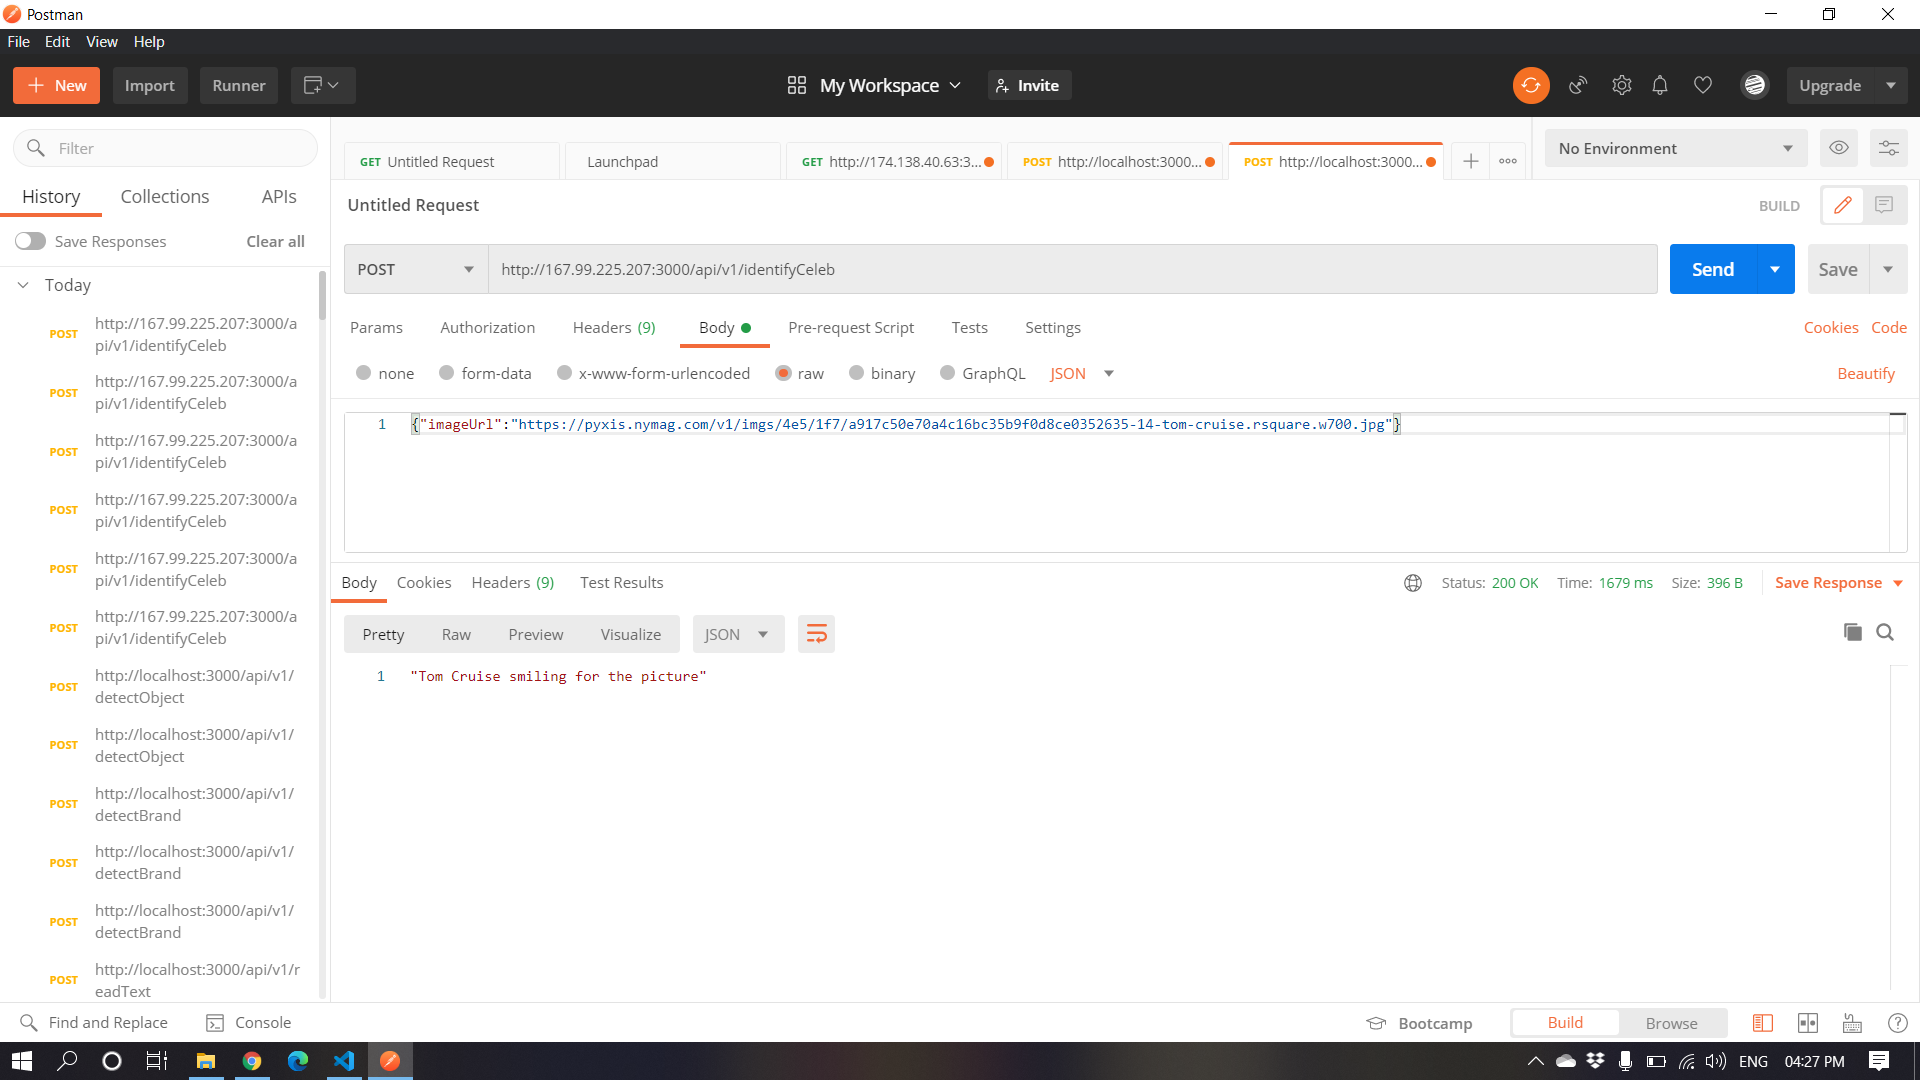 Postman
File Edit View Help
New Import Runner My Workspace Invite Upgrade
Filter
History Collections APIs
Save Responses Clear all
Today
POST http://167.99.225.207:3000/a
pi/v1/identifyCeleb
POST http://167.99.225.207:3000/a
pi/v1/identifyCeleb
POST http://167.99.225.207:3000/a
pi/v1/identifyCeleb
POST http://167.99.225.207:3000/a
pi/v1/identifyCeleb
POST http://167.99.225.207:3000/a
pi/v1/identifyCeleb
POST http://167.99.225.207:3000/a
pi/v1/identifyCeleb
POST http://localhost:3000/api/v1/
detectObject
POST http://localhost:3000/api/v1/
detectObject
POST http://localhost:3000/api/v1/
detectBrand
POST http://localhost:3000/api/v1/
detectBrand
POST http://localhost:3000/api/v1/
detectBrand
POST http://localhost:3000/api/v1/r
eadText
GET Untitled Request Launchpad GET http://174.138.40.63:3... POST http://localhost:3000... POST http://localhost:3000... No Environment
Untitled Request BUILD
POST http://167.99.225.207:3000/api/v1/identifyCeleb Send Save
Params Authorization Headers (9) Body Pre-request Script Tests Settings Cookies Code
none form-data x-www-form-urlencoded raw binary GraphQL JSON Beautify
1 {"imageUrl":"https://pyxis.nymag.com/v1/imgs/4e5/1f7/a917c50e70a4c16bc35b9f0d8ce0352635-14-tom-cruise.rsquare.w700.jpg"}
Body Cookies Headers (9) Test Results Status: 200 OK Time: 1679 ms Size: 396 B Save Response
Pretty Raw Preview Visualize JSON
1 "Tom Cruise smiling for the picture"
Find and Replace Console Bootcamp Build Browse
ENG 04:27 PM